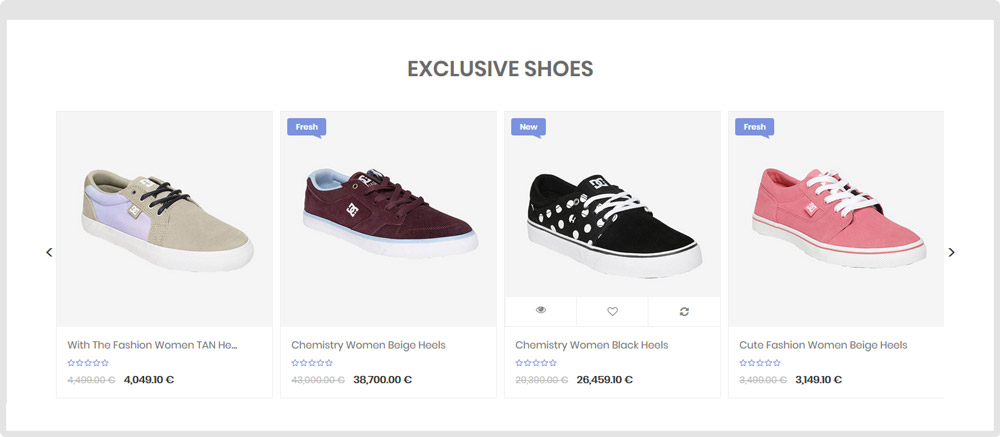 EXCLUSIVE SHOES
Fresh
New
Fresh
With The Fashion Women TAN He...
☆☆☆☆☆
4,499.00 € 4,049.10 €
Chemistry Women Beige Heels
☆☆☆☆☆
43,000.00 € 38,700.00 €
Chemistry Women Black Heels
☆☆☆☆☆
29,399.00 € 26,459.10 €
Cute Fashion Women Beige Heels
☆☆☆☆☆
3,499.00 € 3,149.10 €